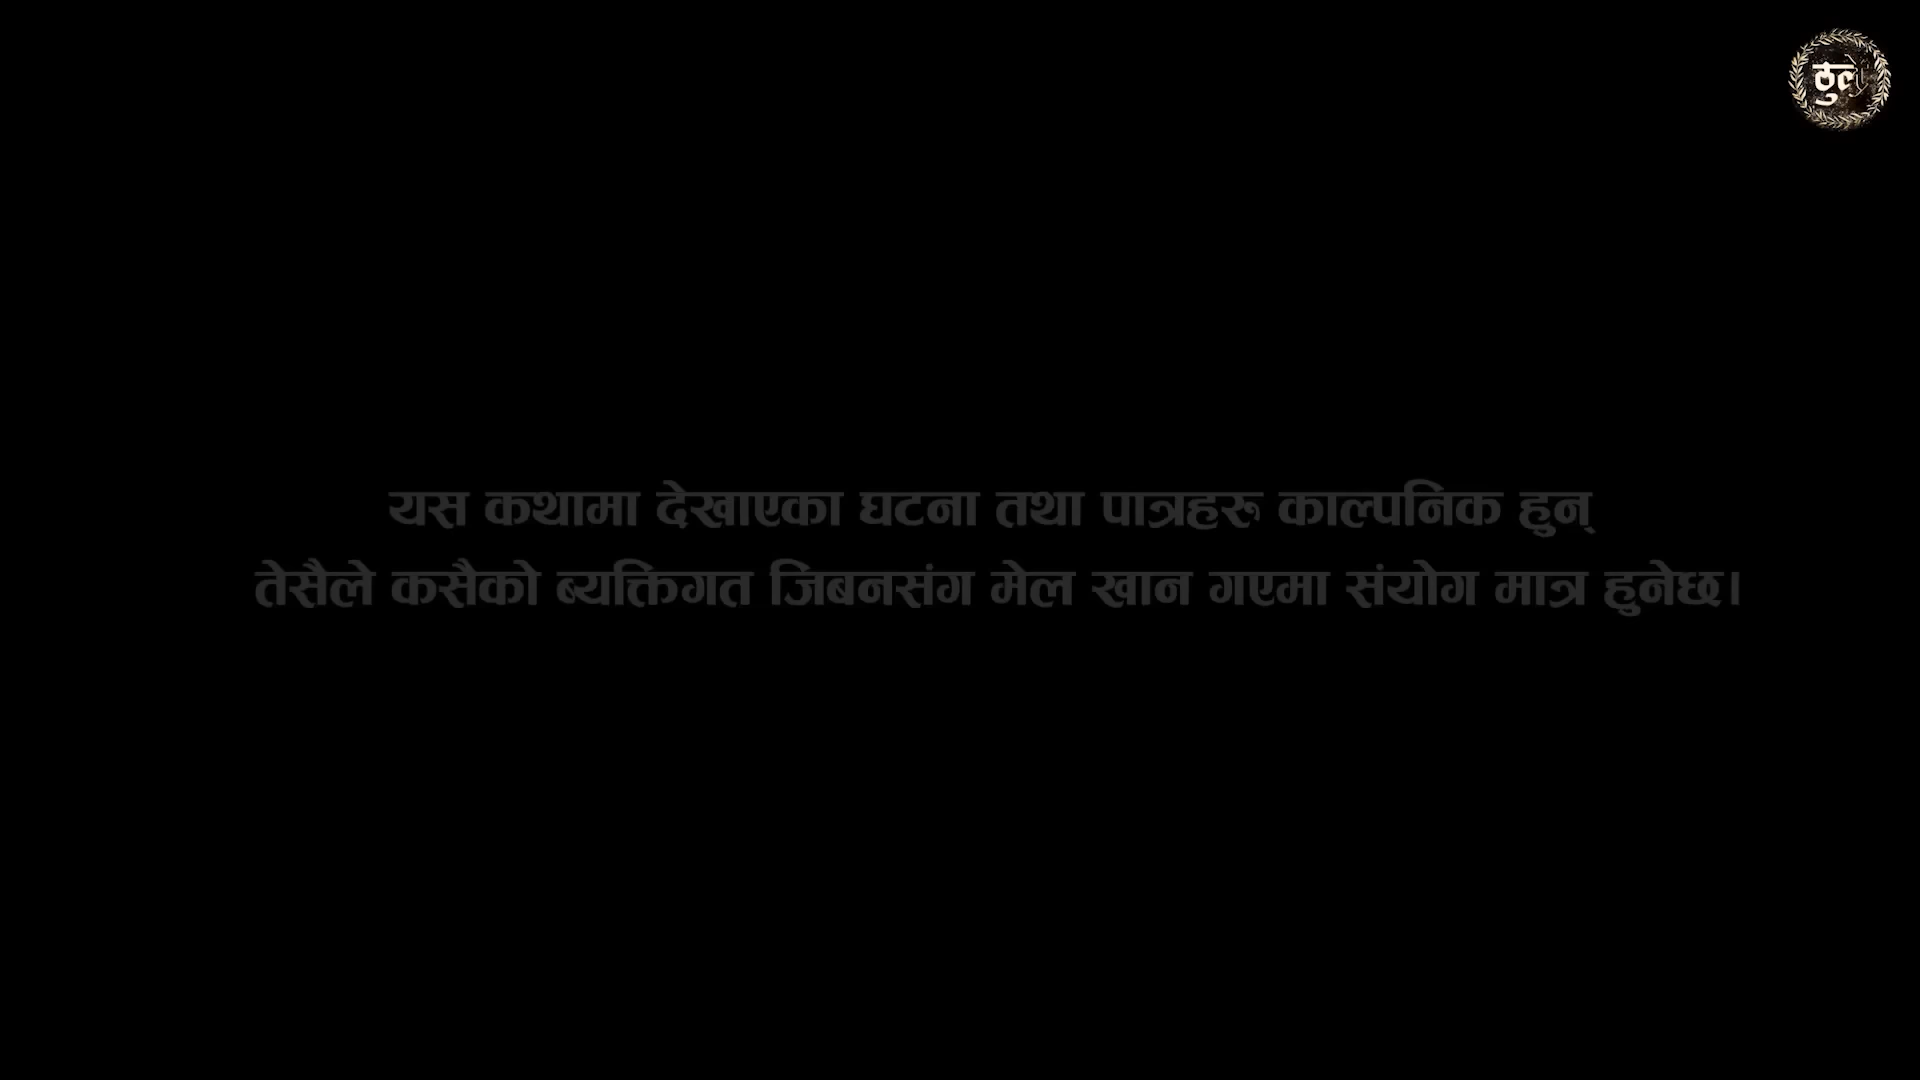 यस कथामा देखाएका घटना तथा पात्रहरु काल्पनिक हुन्
तेसैले कसैको ब्यक्तिगत जिबनसंग मेल खान गएमा संयोग मात्र हुनेछ।